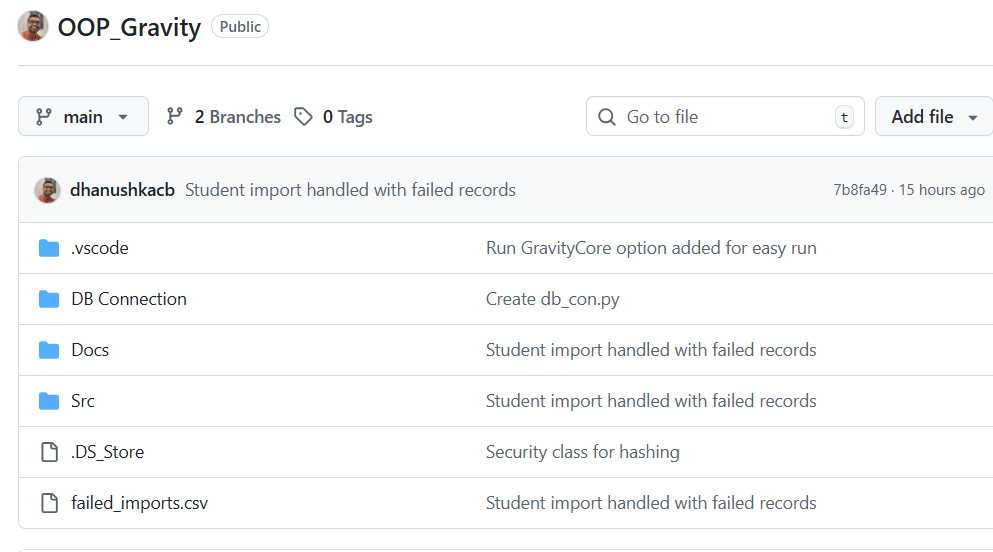 OOP_Gravity Public
main 2 Branches 0 Tags Go to file t Add file
dhanushkacb Student import handled with failed records 7b8fa49 · 15 hours ago
.vscode Run GravityCore option added for easy run
DB Connection Create db_con.py
Docs Student import handled with failed records
Src Student import handled with failed records
.DS_Store Security class for hashing
failed_imports.csv Student import handled with failed records